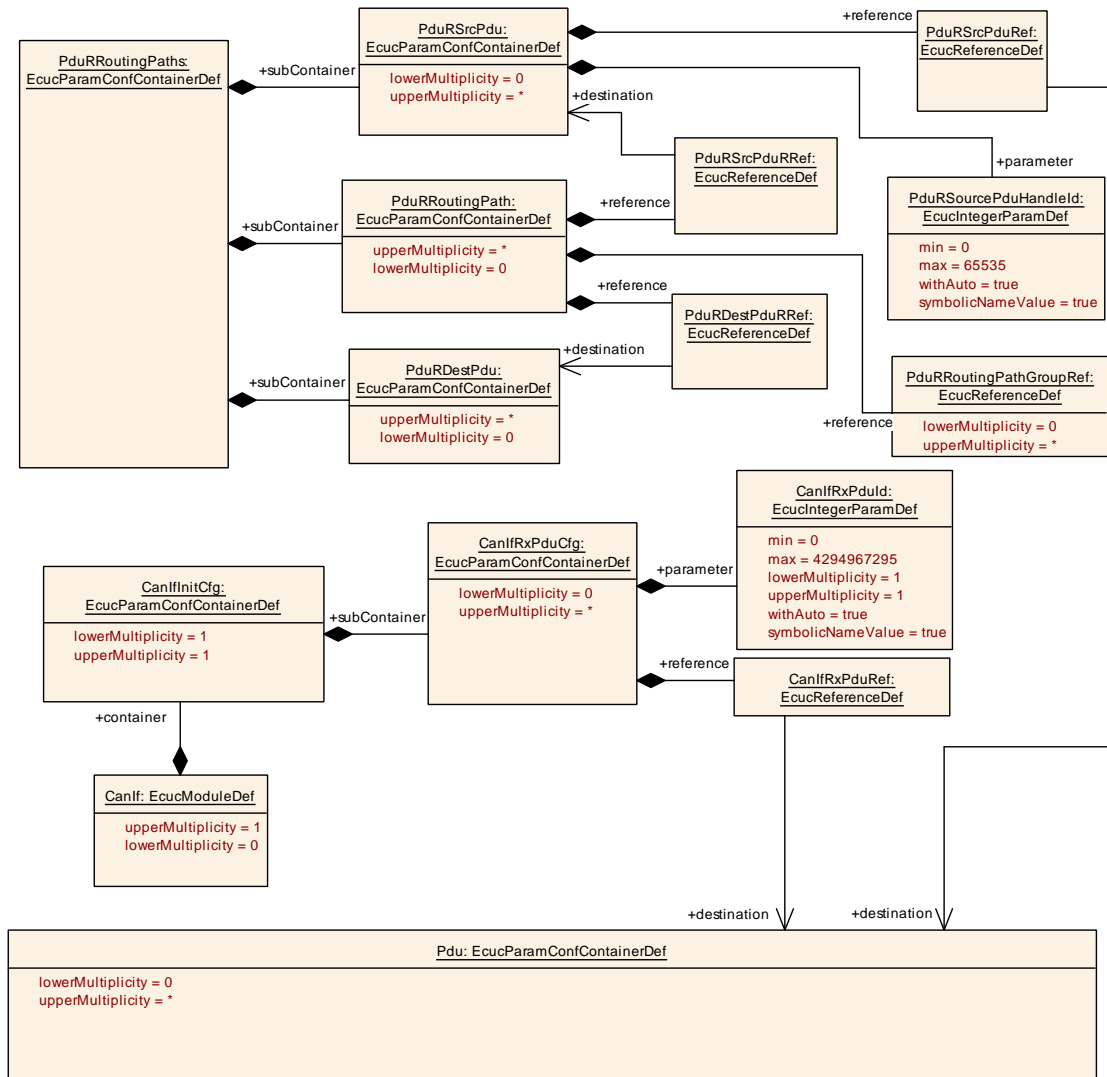 +reference
PduRSrcPduRef:
EcucReferenceDef
PduRSrcPdu:
EcucParamConfContainerDef
lowerMultiplicity = 0
upperMultiplicity = *
PduRRoutingPaths:
EcucParamConfContainerDef
+subContainer
+destination
PduRSrcPduRRef:
EcucReferenceDef
+parameter
PduRSourcePduHandleId:
EcucIntegerParamDef
min = 0
max = 65535
withAuto = true
symbolicNameValue = true
PduRRoutingPath:
EcucParamConfContainerDef
upperMultiplicity = *
lowerMultiplicity = 0
+subContainer
+reference
+reference
PduRDestPduRRef:
EcucReferenceDef
+destination
PduRDestPdu:
EcucParamConfContainerDef
upperMultiplicity = *
lowerMultiplicity = 0
+subContainer
PduRRoutingPathGroupRef:
EcucReferenceDef
lowerMultiplicity = 0
upperMultiplicity = *
+reference
CanIfRxPduId:
EcucIntegerParamDef
min = 0
max = 4294967295
lowerMultiplicity = 1
upperMultiplicity = 1
withAuto = true
symbolicNameValue = true
CanIfRxPduCfg:
EcucParamConfContainerDef
lowerMultiplicity = 0
upperMultiplicity = *
+parameter
CanIfInitCfg:
EcucParamConfContainerDef
lowerMultiplicity = 1
upperMultiplicity = 1
+subContainer
+reference
CanIfRxPduRef:
EcucReferenceDef
+container
CanIf: EcucModuleDef
upperMultiplicity = 1
lowerMultiplicity = 0
+destination
+destination
Pdu: EcucParamConfContainerDef
lowerMultiplicity = 0
upperMultiplicity = *